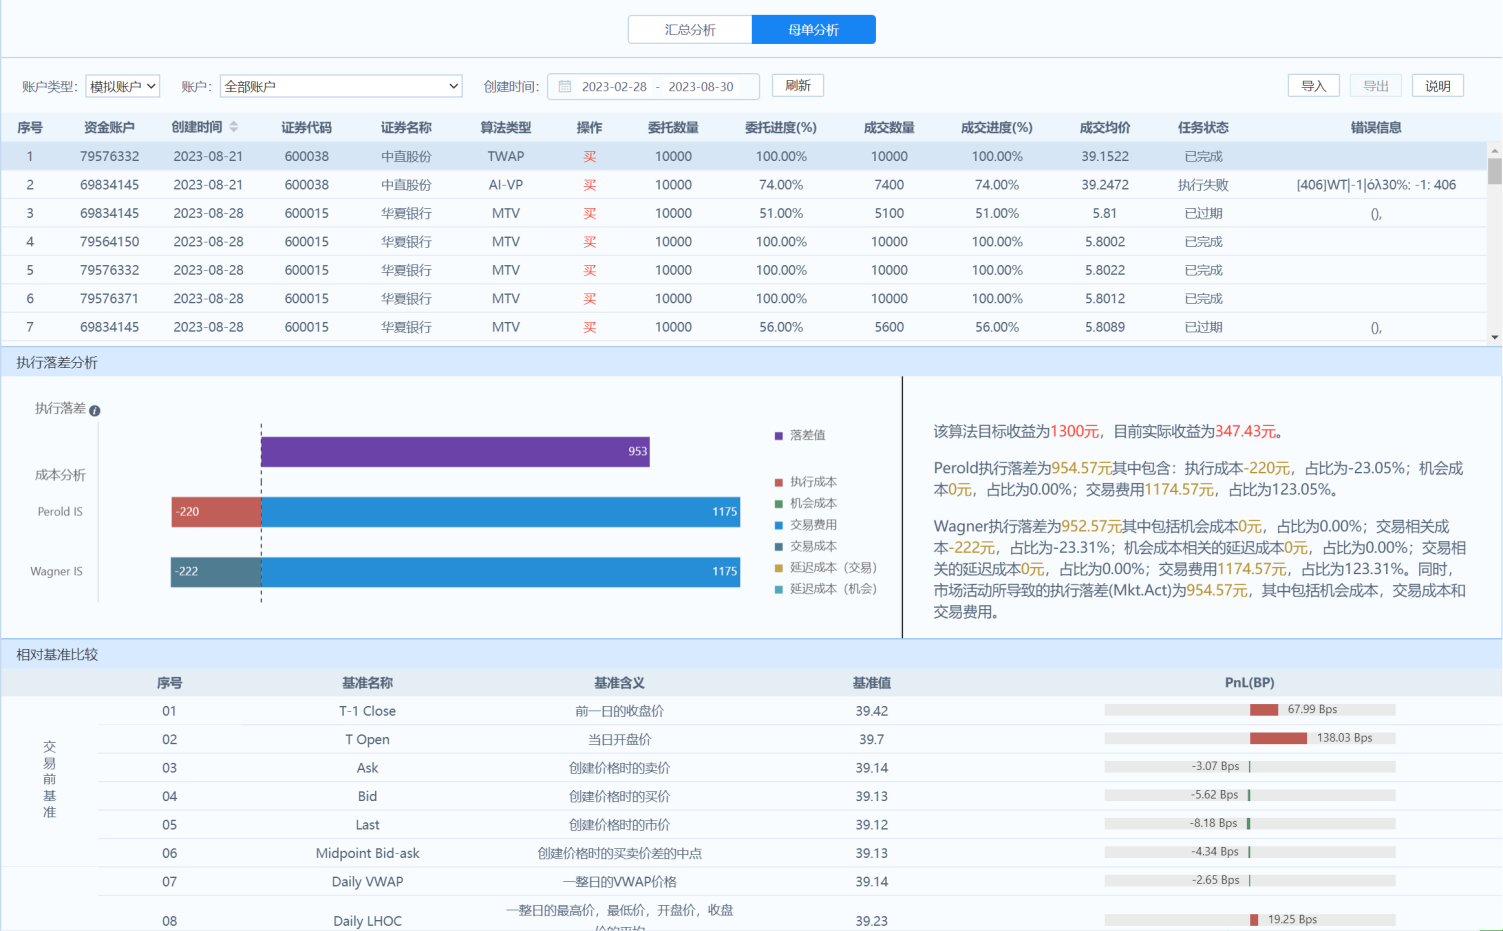 汇总分析 母单分析
账户类型: 模拟账户 账户: 全部账户 创建时间: 2023-02-28 - 2023-08-30 刷新 导入 导出 说明
序号 资金账户 创建时间 证券代码 证券名称 算法类型 操作 委托数量 委托进度(%) 成交数量 成交进度(%) 成交均价 任务状态 错误信息
1 79576332 2023-08-21 600038 中直股份 TWAP 买 10000 100.00% 10000 100.00% 39.1522 已完成
2 69834145 2023-08-21 600038 中直股份 AI-VP 买 10000 74.00% 7400 74.00% 39.2472 执行失败 [406]WT|-1|óλ30%: -1: 406
3 69834145 2023-08-28 600015 华夏银行 MTV 买 10000 51.00% 5100 51.00% 5.81 已过期 (),
4 79564150 2023-08-28 600015 华夏银行 MTV 买 10000 100.00% 10000 100.00% 5.8002 已完成
5 79576332 2023-08-28 600015 华夏银行 MTV 买 10000 100.00% 10000 100.00% 5.8022 已完成
6 79576371 2023-08-28 600015 华夏银行 MTV 买 10000 100.00% 10000 100.00% 5.8012 已完成
7 69834145 2023-08-28 600015 华夏银行 MTV 买 10000 56.00% 5600 56.00% 5.8089 已过期 (),
执行落差分析
执行落差
成本分析
Perold IS
Wagner IS
953
-220 1175
-222 1175
落差值
执行成本
机会成本
交易费用
交易成本
延迟成本（交易）
延迟成本（机会）
该算法目标收益为1300元，目前实际收益为347.43元。
Perold执行落差为954.57元其中包含：执行成本-220元，占比为-23.05%；机会成
本0元，占比为0.00%；交易费用1174.57元，占比为123.05%。
Wagner执行落差为952.57元其中包括机会成本0元，占比为0.00%；交易相关成
本-222元，占比为-23.31%；机会成本相关的延迟成本0元，占比为0.00%；交易相
关的延迟成本0元，占比为0.00%；交易费用1174.57元，占比为123.31%。同时，
市场活动所导致的执行落差(Mkt.Act)为954.57元，其中包括机会成本，交易成本和
交易费用。
相对基准比较
序号 基准名称 基准含义 基准值 PnL(BP)
交易前基准
01 T-1 Close 前一日的收盘价 39.42 67.99 Bps
02 T Open 当日开盘价 39.7 138.03 Bps
03 Ask 创建价格时的卖价 39.14 -3.07 Bps
04 Bid 创建价格时的买价 39.13 -5.62 Bps
05 Last 创建价格时的市价 39.12 -8.18 Bps
06 Midpoint Bid-ask 创建价格时的买卖价差的中点 39.13 -4.34 Bps
07 Daily VWAP 一整日的VWAP价格 39.14 -2.65 Bps
08 Daily LHOC 一整日的最高价，最低价，开盘价，收盘 39.23 19.25 Bps